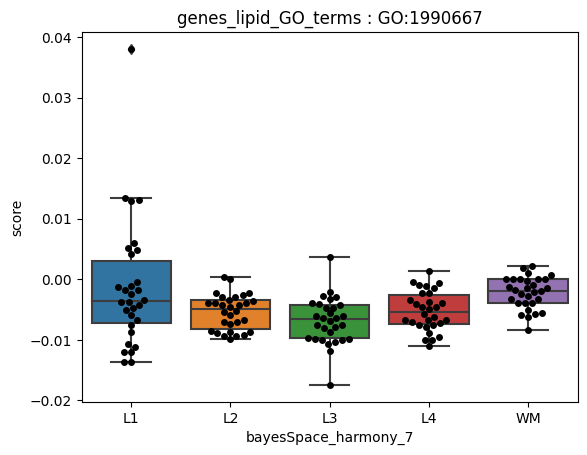 genes_lipid_GO_terms : GO:1990667
0.04
0.03
0.02
0.01
0.00
−0.01
−0.02
score
L1 L2 L3 L4 WM
bayesSpace_harmony_7